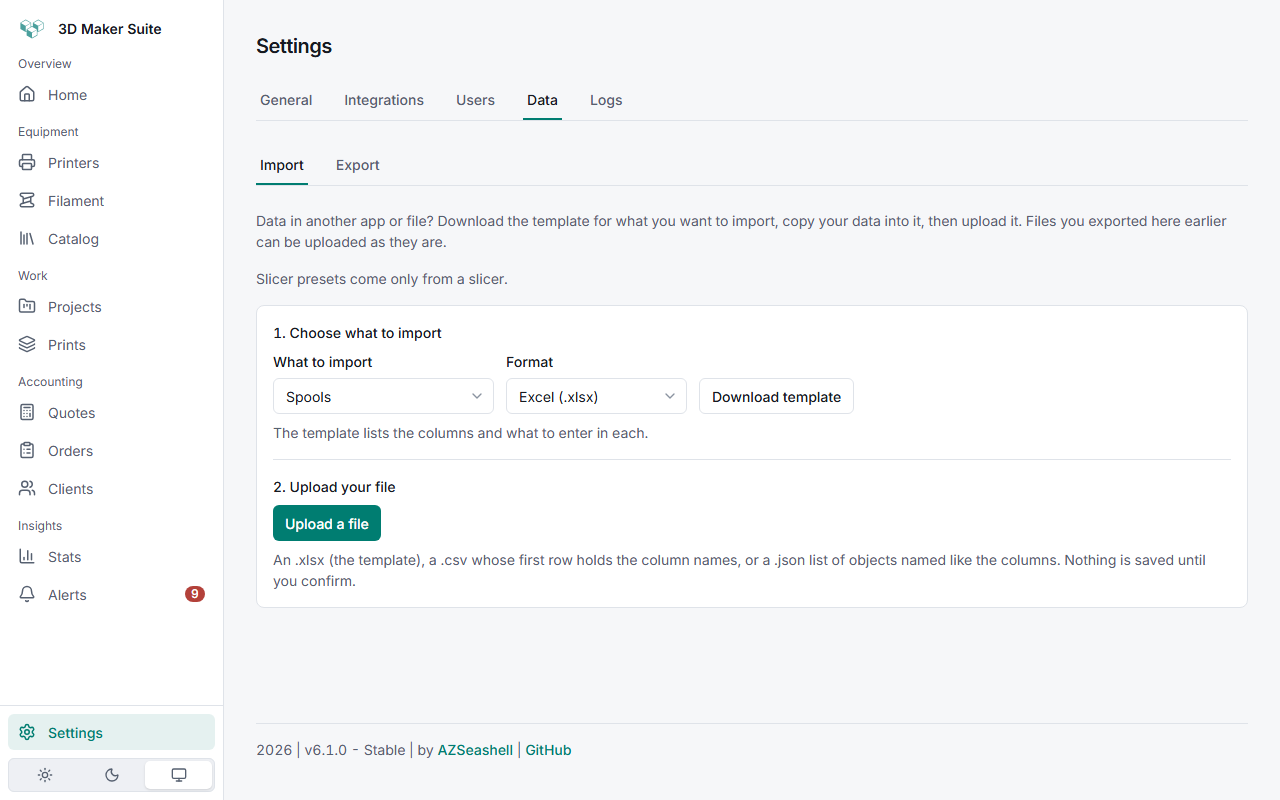 3D Maker Suite
Overview
Home
Equipment
Printers
Filament
Catalog
Work
Projects
Prints
Accounting
Quotes
Orders
Clients
Insights
Stats
Alerts 9
Settings
Settings
General Integrations Users Data Logs
Import Export
Data in another app or file? Download the template for what you want to import, copy your data into it, then upload it. Files you exported here earlier
can be uploaded as they are.
Slicer presets come only from a slicer.
1. Choose what to import
What to import Format
Spools Excel (.xlsx) Download template
The template lists the columns and what to enter in each.
2. Upload your file
Upload a file
An .xlsx (the template), a .csv whose first row holds the column names, or a .json list of objects named like the columns. Nothing is saved until
you confirm.
2026 | v6.1.0 - Stable | by AZSeashell | GitHub